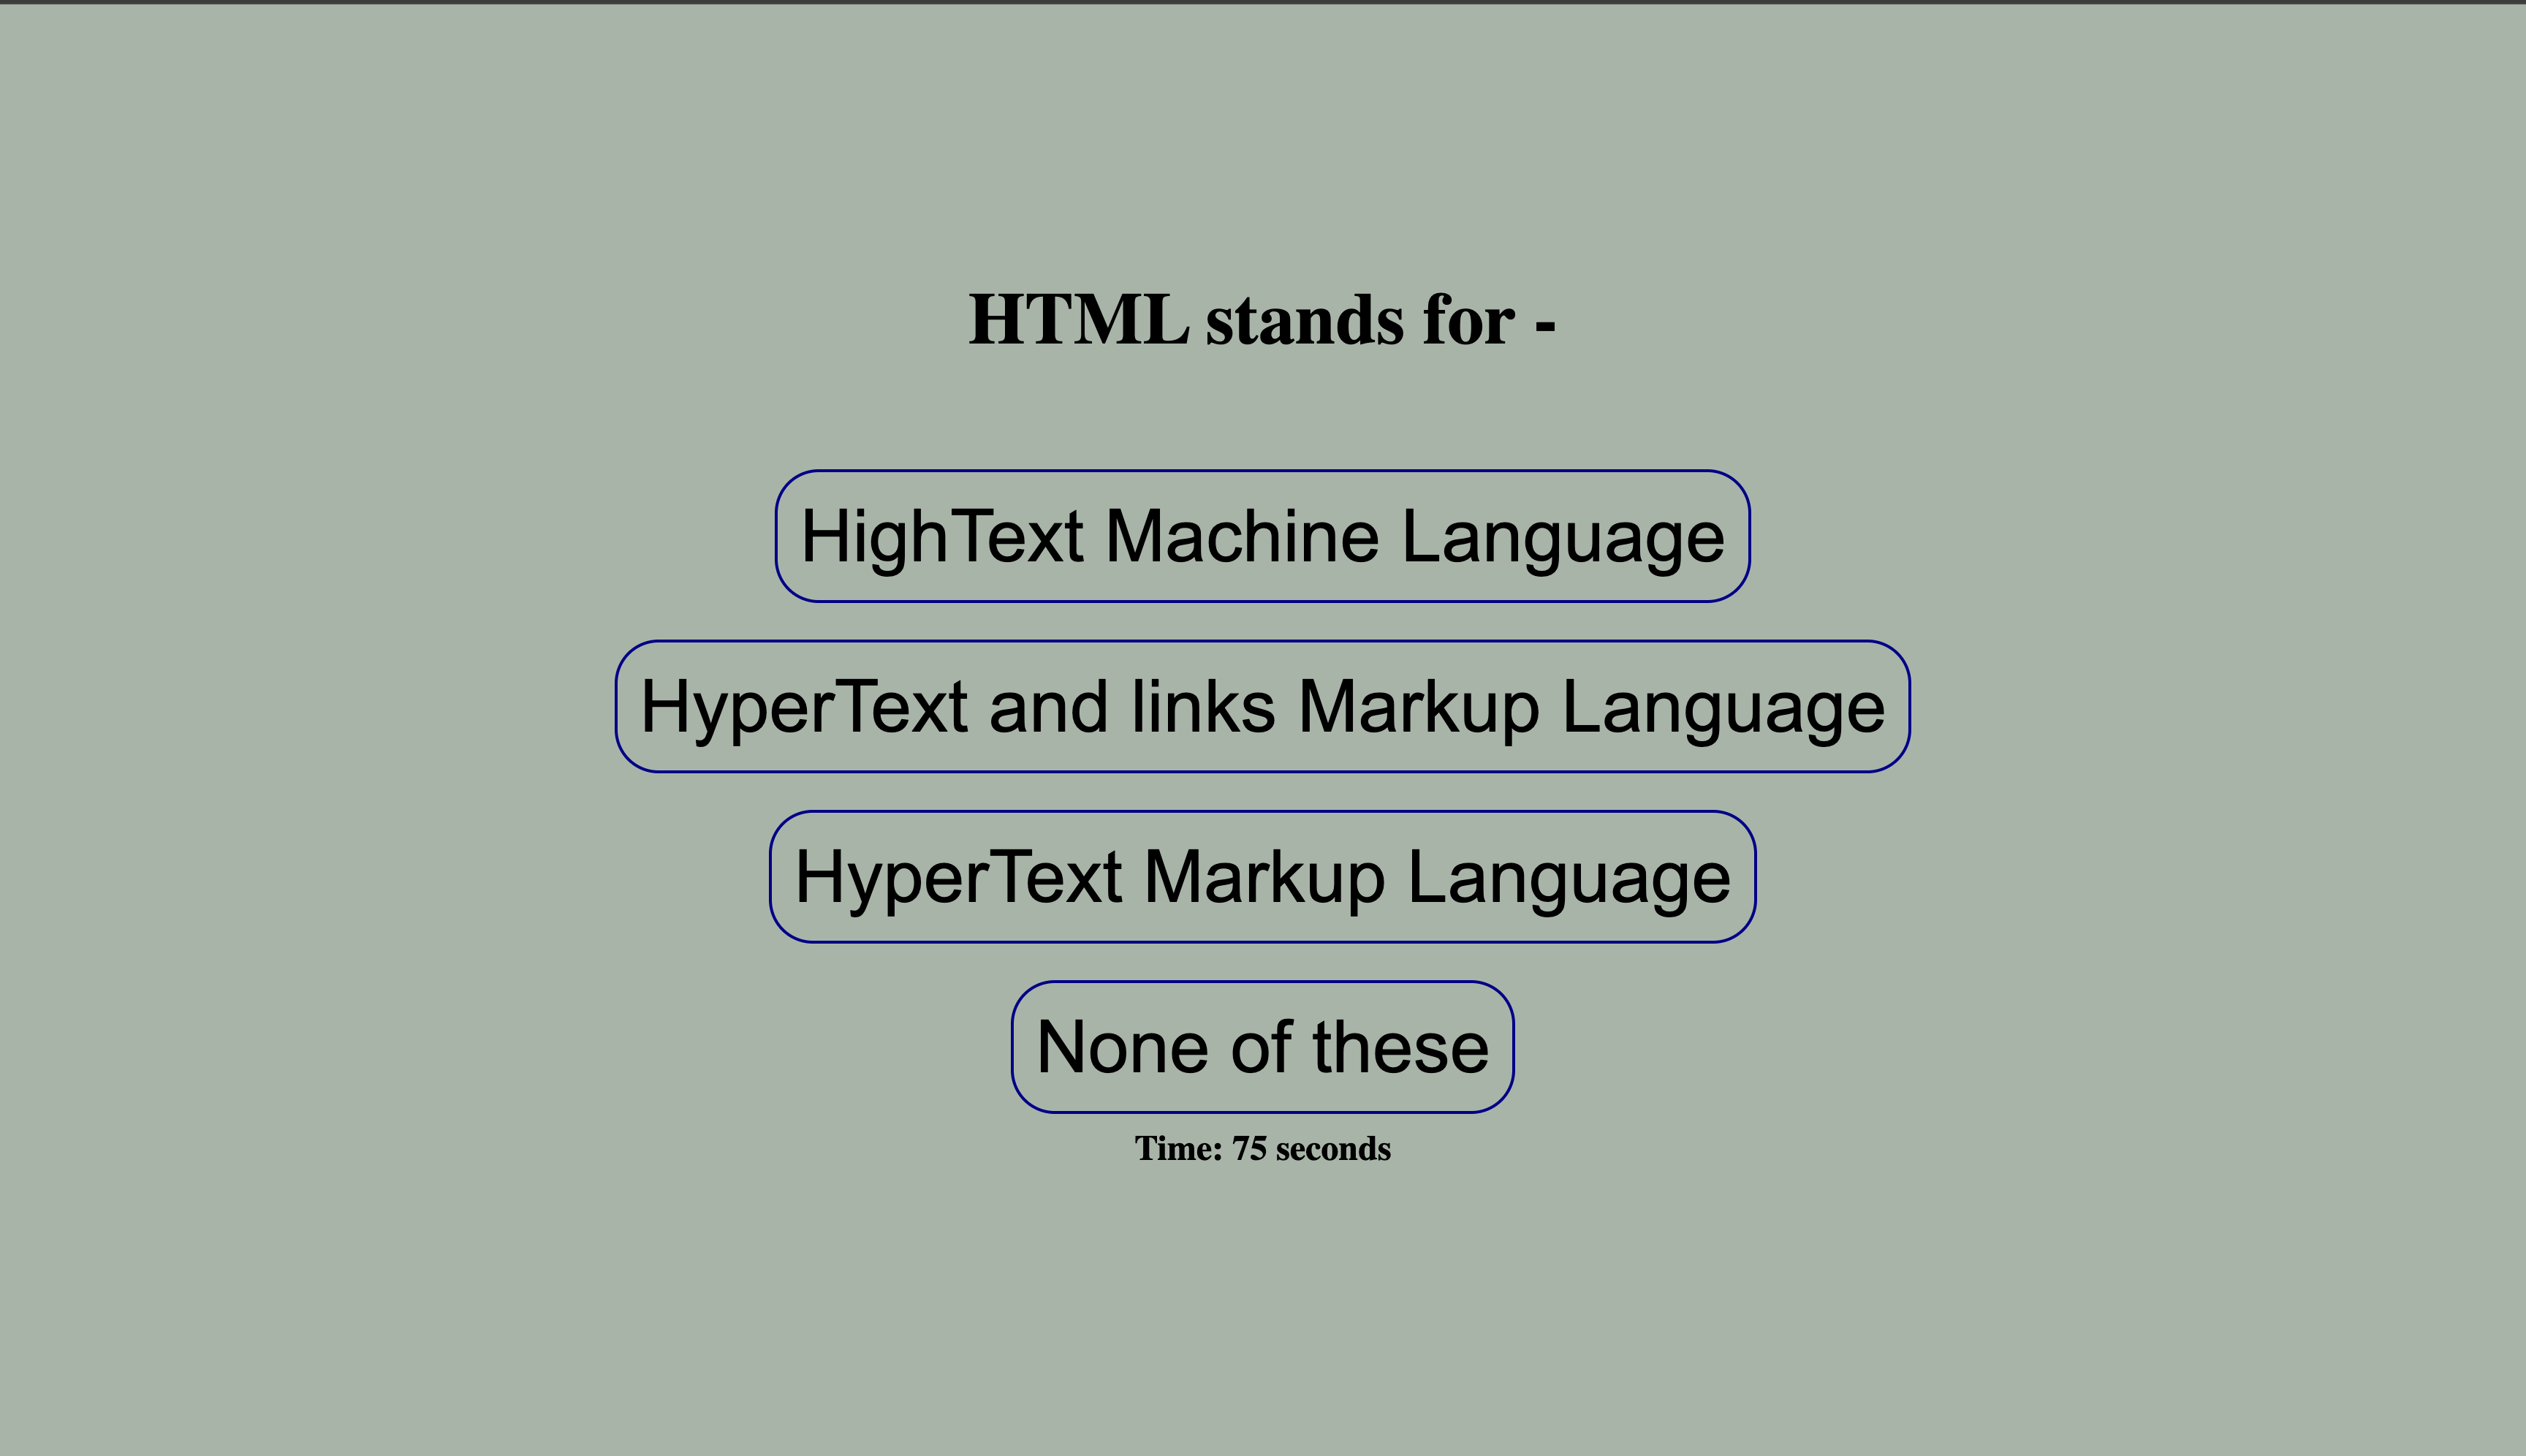 HTML stands for -
HighText Machine Language
HyperText and links Markup Language
HyperText Markup Language
None of these
Time: 75 seconds